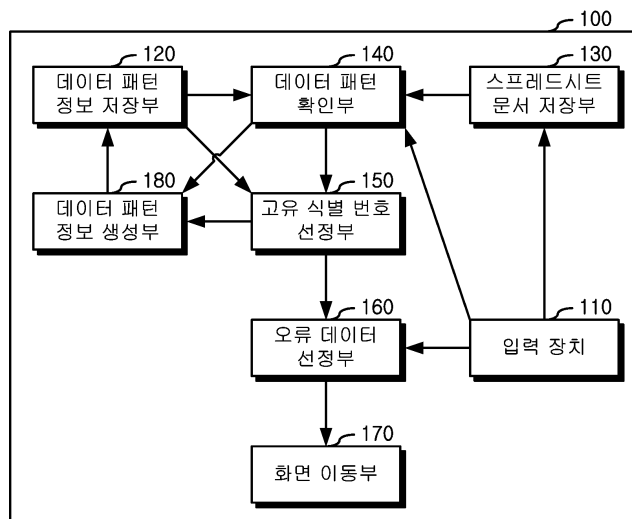 100
120
데이터 패턴
정보 저장부
140
데이터 패턴
확인부
130
스프레드시트
문서 저장부
180
데이터 패턴
정보 생성부
150
고유 식별 번호
선정부
160
오류 데이터
선정부
110
입력 장치
170
화면 이동부